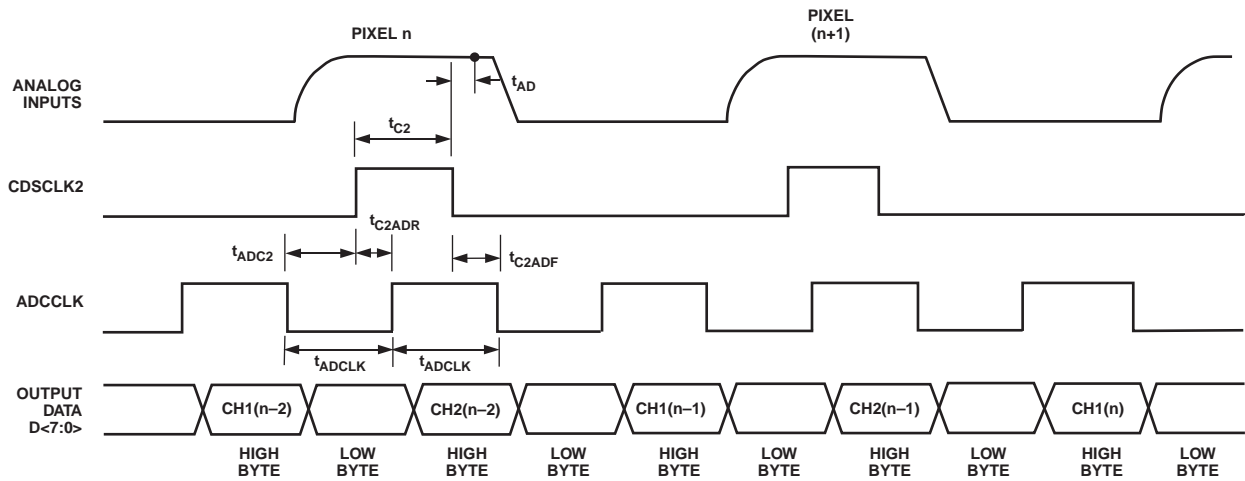 PIXEL n
PIXEL
(n+1)
ANALOG
INPUTS
tAD
tC2
CDSCLK2
tC2ADR
tADC2
tC2ADF
ADCCLK
tADCLK
tADCLK
OUTPUT
DATA
D<7:0>
CH1(n–2)
CH2(n–2)
CH1(n–1)
CH2(n–1)
CH1(n)
HIGH
BYTE
LOW
BYTE
HIGH
BYTE
LOW
BYTE
HIGH
BYTE
LOW
BYTE
HIGH
BYTE
LOW
BYTE
HIGH
BYTE
LOW
BYTE